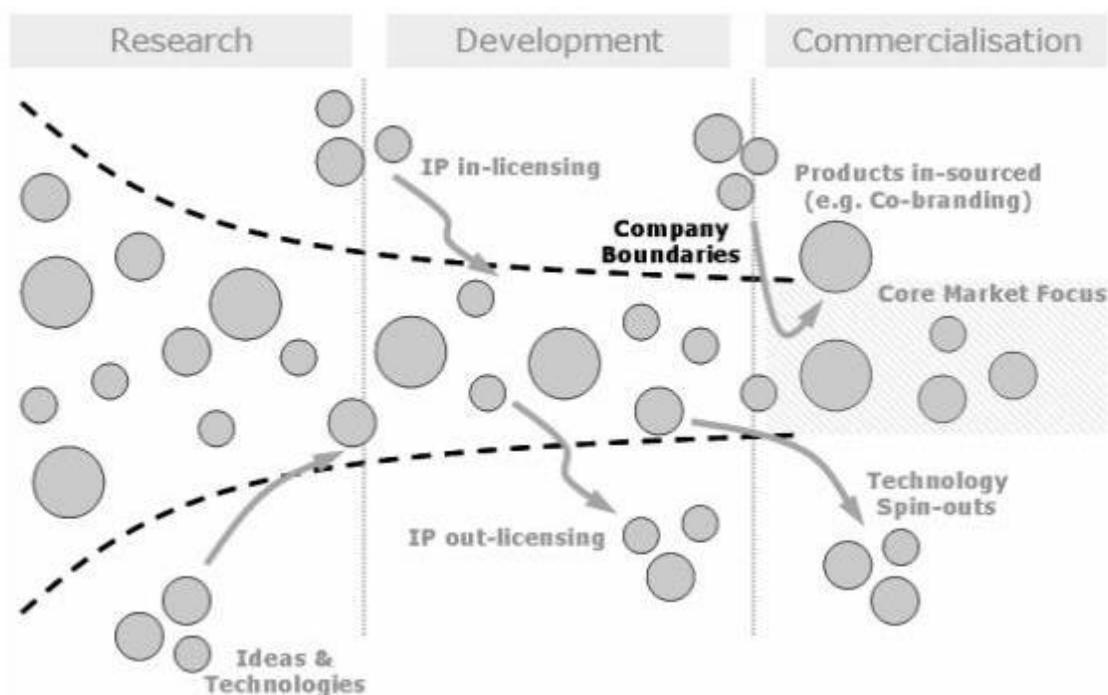 Research
Development
Commercialisation
IP in-licensing
Products in-sourced
(e.g. Co-branding)
Company
Boundaries
Core Market Focus
Technology
Spin-outs
IP out-licensing
Ideas &
Technologies